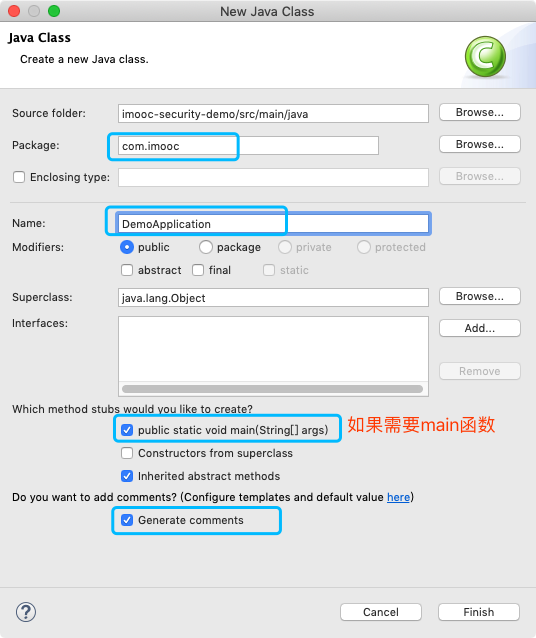 New Java Class
Java Class
Create a new Java class.
C
Source folder: imooc-security-demo/src/main/java Browse...
Package: com.imooc Browse...
Enclosing type: Browse...
Name: DemoApplication
Modifiers: public package private protected
abstract final static
Superclass: java.lang.Object Browse...
Interfaces: Add...
Remove
Which method stubs would you like to create?
public static void main(String[] args) 如果需要main函数
Constructors from superclass
Inherited abstract methods
Do you want to add comments? (Configure templates and default value here)
Generate comments
? Cancel Finish